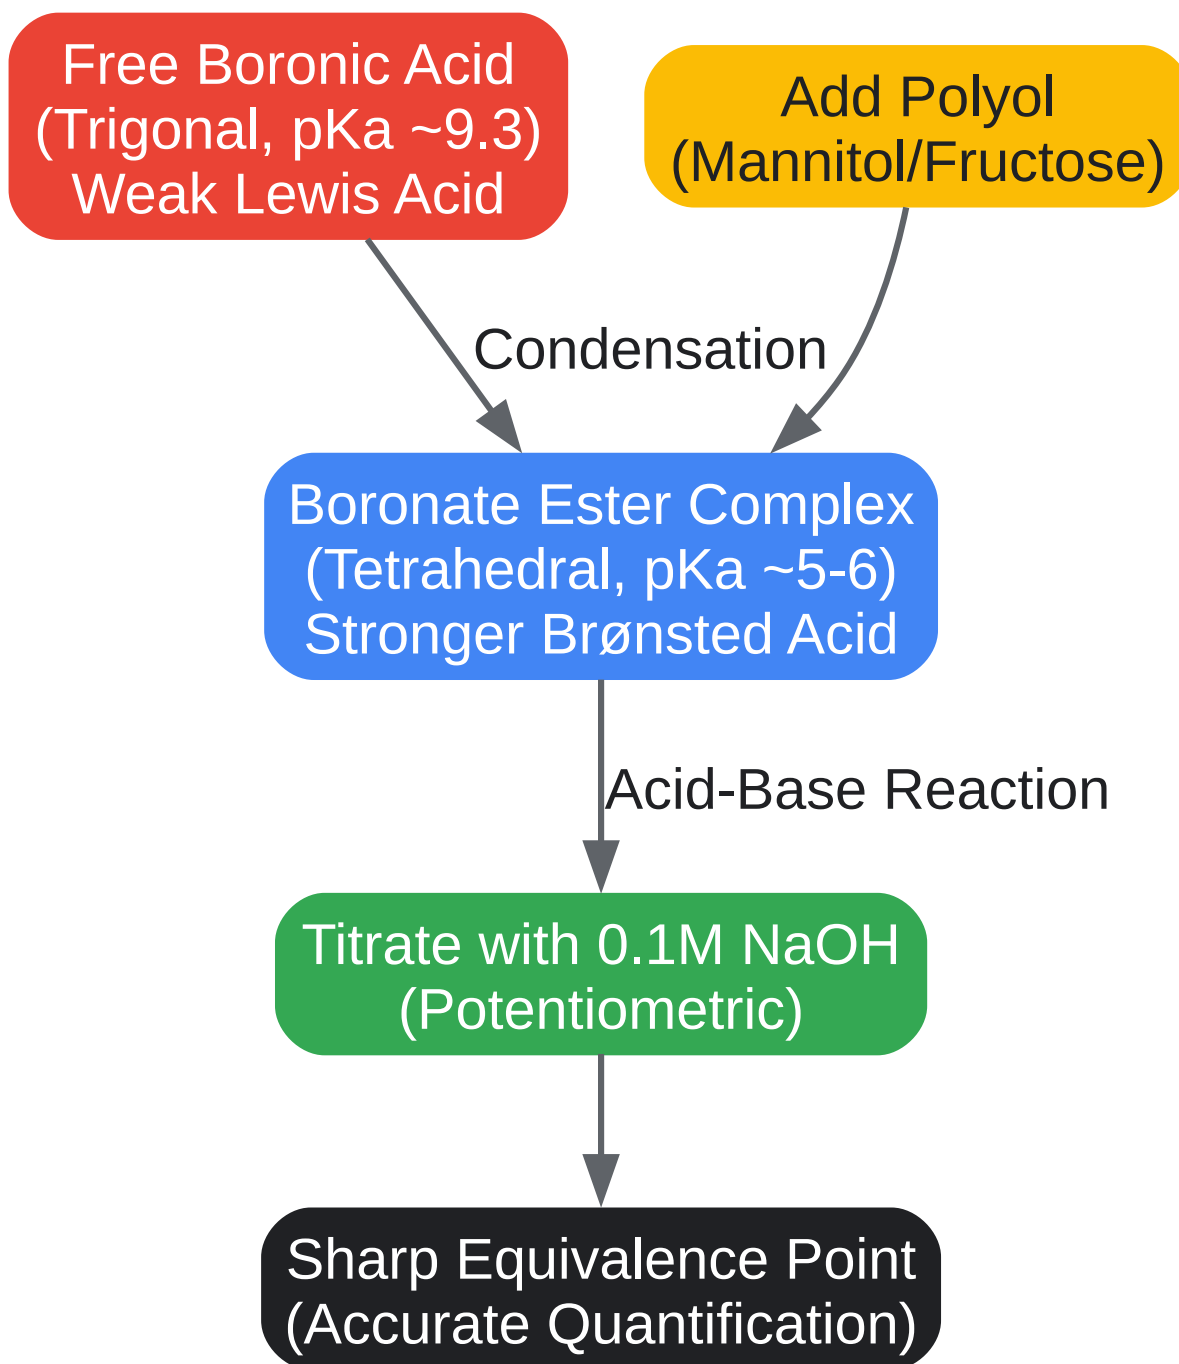 Free Boronic Acid
(Trigonal, pKa ~9.3)
Weak Lewis Acid
Add Polyol
(Mannitol/Fructose)
Condensation
Boronate Ester Complex
(Tetrahedral, pKa ~5-6)
Stronger Brønsted Acid
Acid-Base Reaction
Titrate with 0.1M NaOH
(Potentiometric)
Sharp Equivalence Point
(Accurate Quantification)